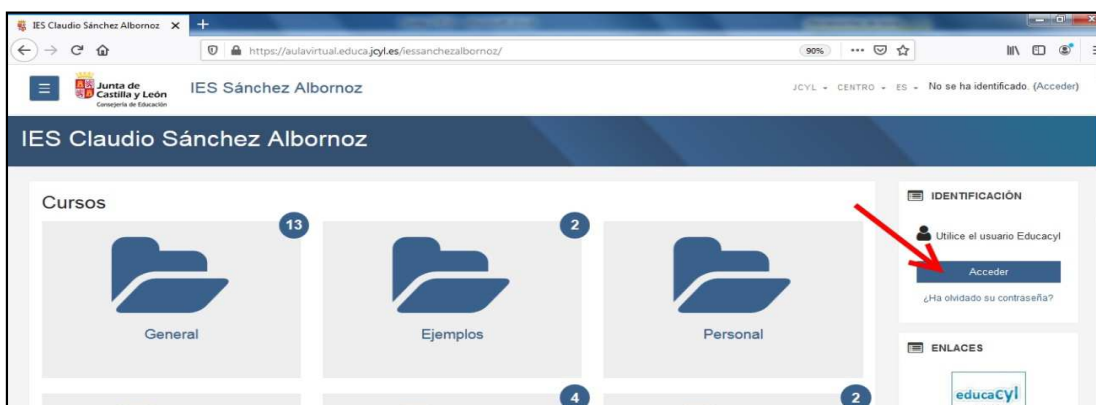 IES Claudio Sánchez Albornoz
https://aulavirtual.educa.jcyl.es/iessanchezalbornoz/
90%
Junta de
Castilla y León
Consejería de Educación
IES Sánchez Albornoz
JCYL
CENTRO
ES
No se ha identificado. (Acceder)
IES Claudio Sánchez Albornoz
Cursos
13
General
2
Ejemplos
Personal
4
2
IDENTIFICACIÓN
Utilice el usuario Educacyl
Acceder
¿Ha olvidado su contraseña?
ENLACES
educacyl